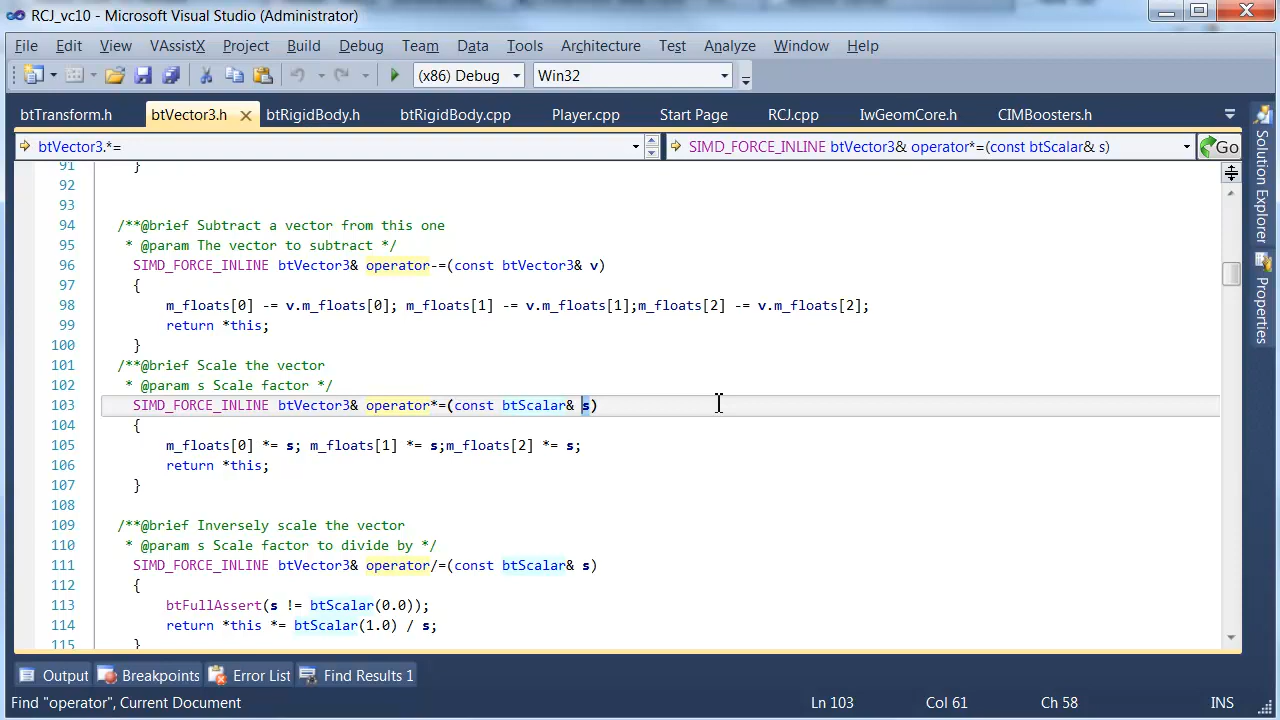 RCJ_vc10 - Microsoft Visual Studio (Administrator)
File Edit View VAssistX Project Build Debug Team Data Tools Architecture Test Analyze Window Help
(x86) Debug Win32
btTransform.h btVector3.h btRigidBody.h btRigidBody.cpp Player.cpp Start Page RCJ.cpp IwGeomCore.h CIMBoosters.h
btVector3.*= SIMD_FORCE_INLINE btVector3& operator*=(const btScalar& s) Go
91 }
92
93
94 /**@brief Subtract a vector from this one
95 * @param The vector to subtract */
96 SIMD_FORCE_INLINE btVector3& operator-=(const btVector3& v)
97 {
98 m_floats[0] -= v.m_floats[0]; m_floats[1] -= v.m_floats[1];m_floats[2] -= v.m_floats[2];
99 return *this;
100 }
101 /**@brief Scale the vector
102 * @param s Scale factor */
103 SIMD_FORCE_INLINE btVector3& operator*=(const btScalar& s)
104 {
105 m_floats[0] *= s; m_floats[1] *= s;m_floats[2] *= s;
106 return *this;
107 }
108
109 /**@brief Inversely scale the vector
110 * @param s Scale factor to divide by */
111 SIMD_FORCE_INLINE btVector3& operator/=(const btScalar& s)
112 {
113 btFullAssert(s != btScalar(0.0));
114 return *this *= btScalar(1.0) / s;
115 }
Solution Explorer
Properties
Output Breakpoints Error List Find Results 1
Find "operator", Current Document Ln 103 Col 61 Ch 58 INS